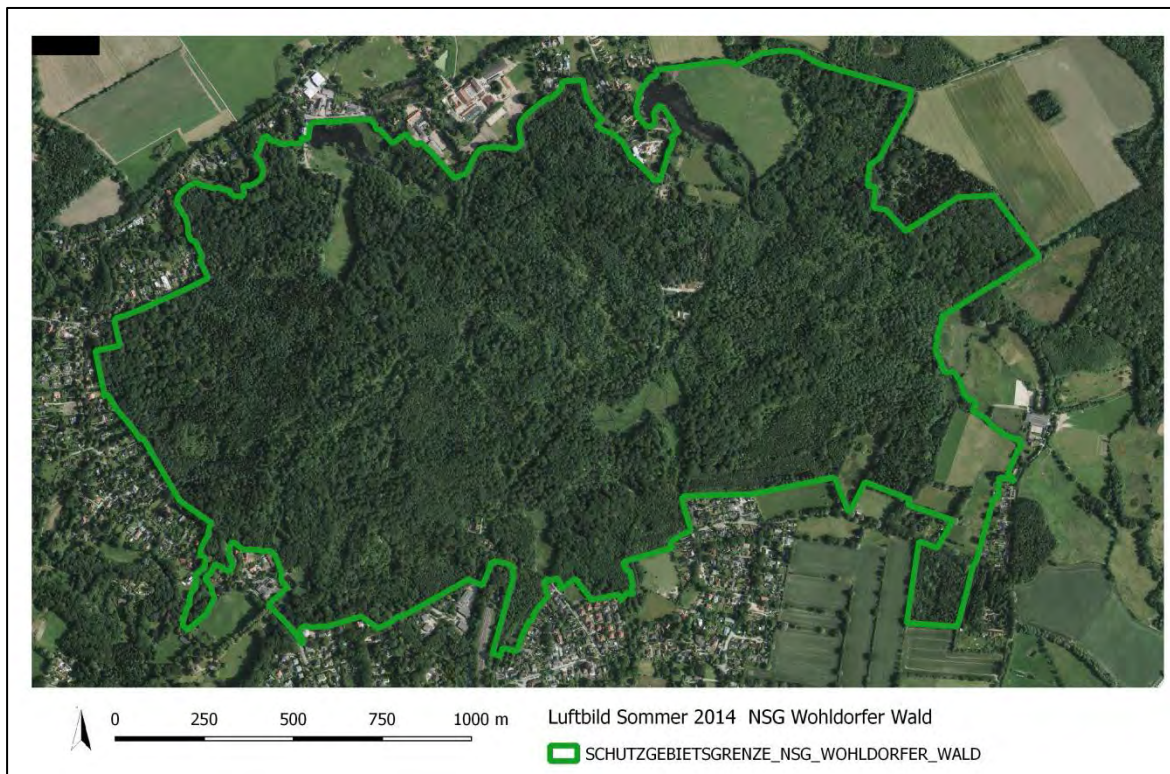 0 250 500 750 1000 m
Luftbild Sommer 2014 NSG Wohldorfer Wald
SCHUTZGEBIETSGRENZE_NSG_WOHLDORFER_WALD